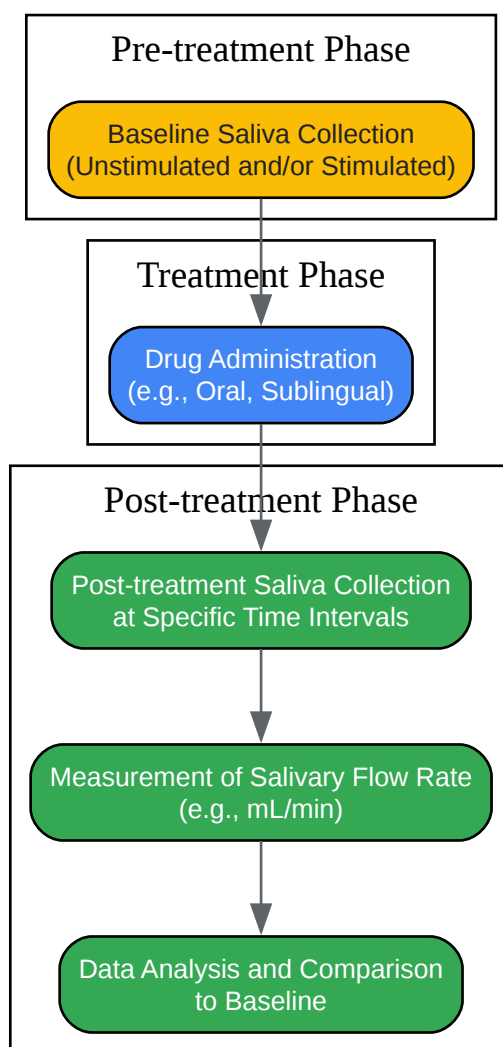 Pre-treatment Phase
Baseline Saliva Collection
(Unstimulated and/or Stimulated)
Treatment Phase
Drug Administration
(e.g., Oral, Sublingual)
Post-treatment Phase
Post-treatment Saliva Collection
at Specific Time Intervals
Measurement of Salivary Flow Rate
(e.g., mL/min)
Data Analysis and Comparison
to Baseline